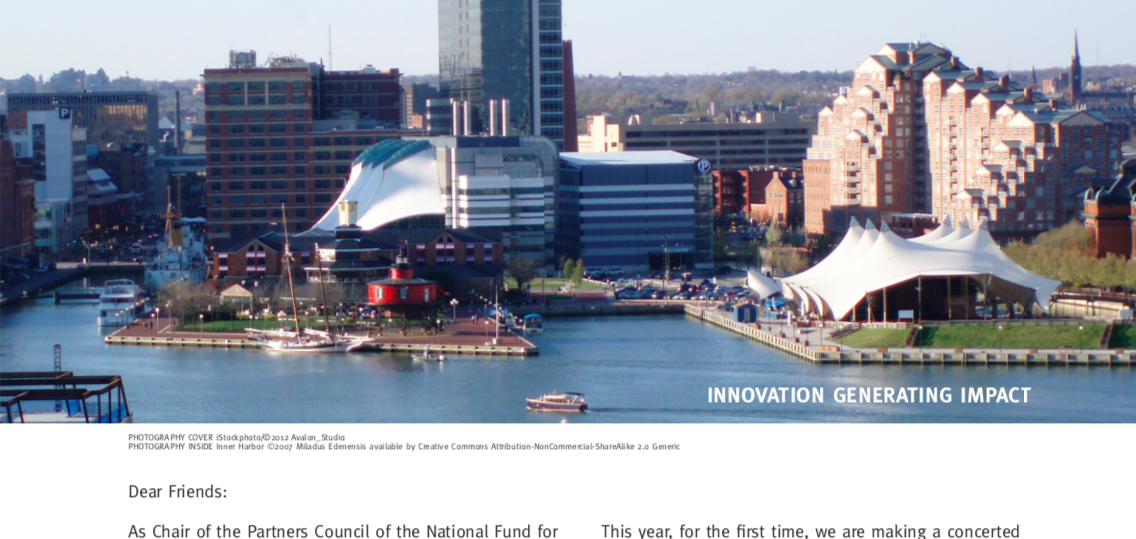 P
P
INNOVATION GENERATING IMPACT
PHOTOGRAPHY COVER iStockphoto/©2012 Avalon_Studio
PHOTOGRAPHY INSIDE Inner Harbor ©2007 Miladus Edenensis available by Creative Commons Attribution-NonCommercial-ShareAlike 2.0 Generic
Dear Friends:
As Chair of the Partners Council of the National Fund for
This year, for the first time, we are making a concerted